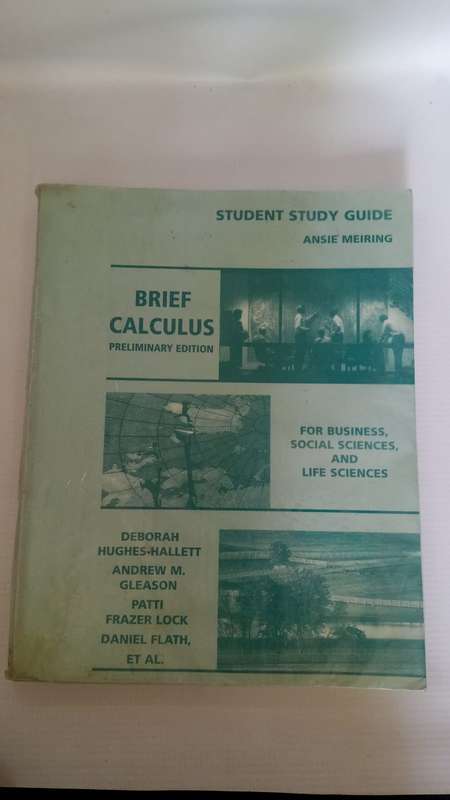 STUDENT STUDY GUIDE
ANSIE MEIRING
BRIEF
CALCULUS
PRELIMINARY EDITION
FOR BUSINESS,
SOCIAL SCIENCES,
AND
LIFE SCIENCES
DEBORAH
HUGHES-HALLETT
ANDREW M.
GLEASON
PATTI
FRAZER LOCK
DANIEL FLATH,
ET AL.